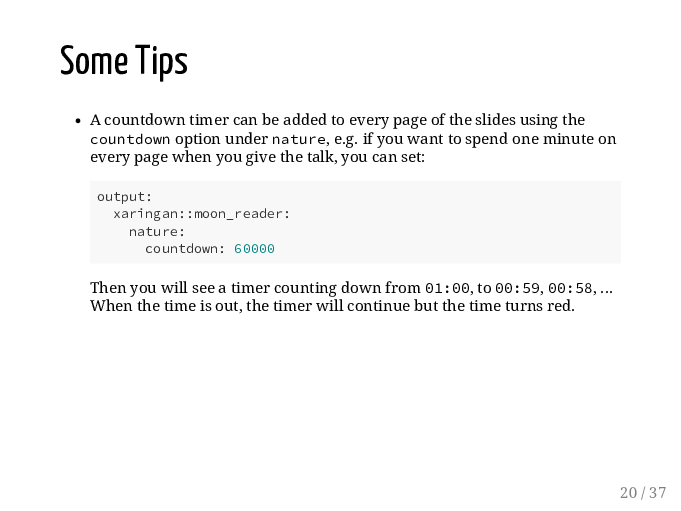 Some Tips
• A countdown timer can be added to every page of the slides using the
countdown option under nature, e.g. if you want to spend one minute on
every page when you give the talk, you can set:
output:
  xaringan::moon_reader:
    nature:
      countdown: 60000
Then you will see a timer counting down from 01:00, to 00:59, 00:58, ...
When the time is out, the timer will continue but the time turns red.
20 / 37